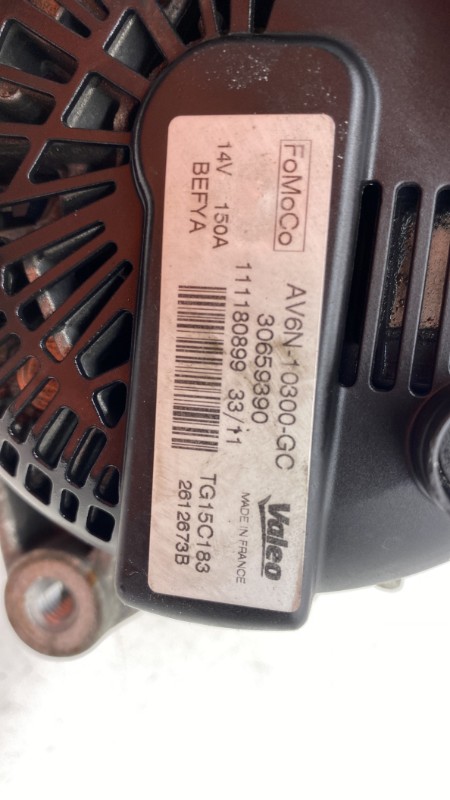 FoMoCo
AV6N-10300-GC
30659390
14V 150A
BEFYA
111180899 33/11
Valeo
MADE IN FRANCE
TG15C183
2612673B